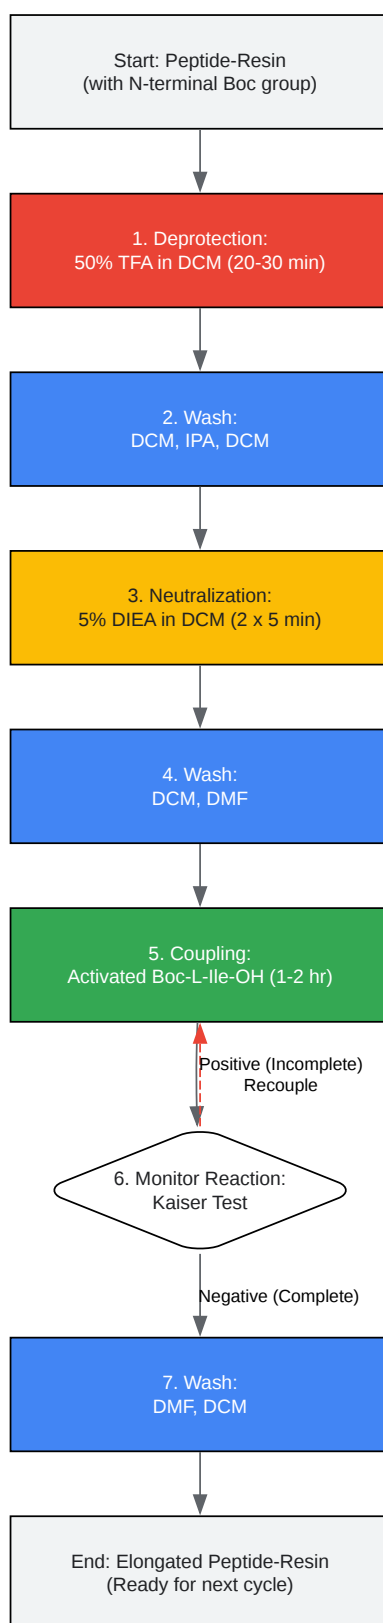 Start: Peptide-Resin
(with N-terminal Boc group)
1. Deprotection:
50% TFA in DCM (20-30 min)
2. Wash:
DCM, IPA, DCM
3. Neutralization:
5% DIEA in DCM (2 x 5 min)
4. Wash:
DCM, DMF
5. Coupling:
Activated Boc-L-Ile-OH (1-2 hr)
Positive (Incomplete)
Recouple
6. Monitor Reaction:
Kaiser Test
Negative (Complete)
7. Wash:
DMF, DCM
End: Elongated Peptide-Resin
(Ready for next cycle)